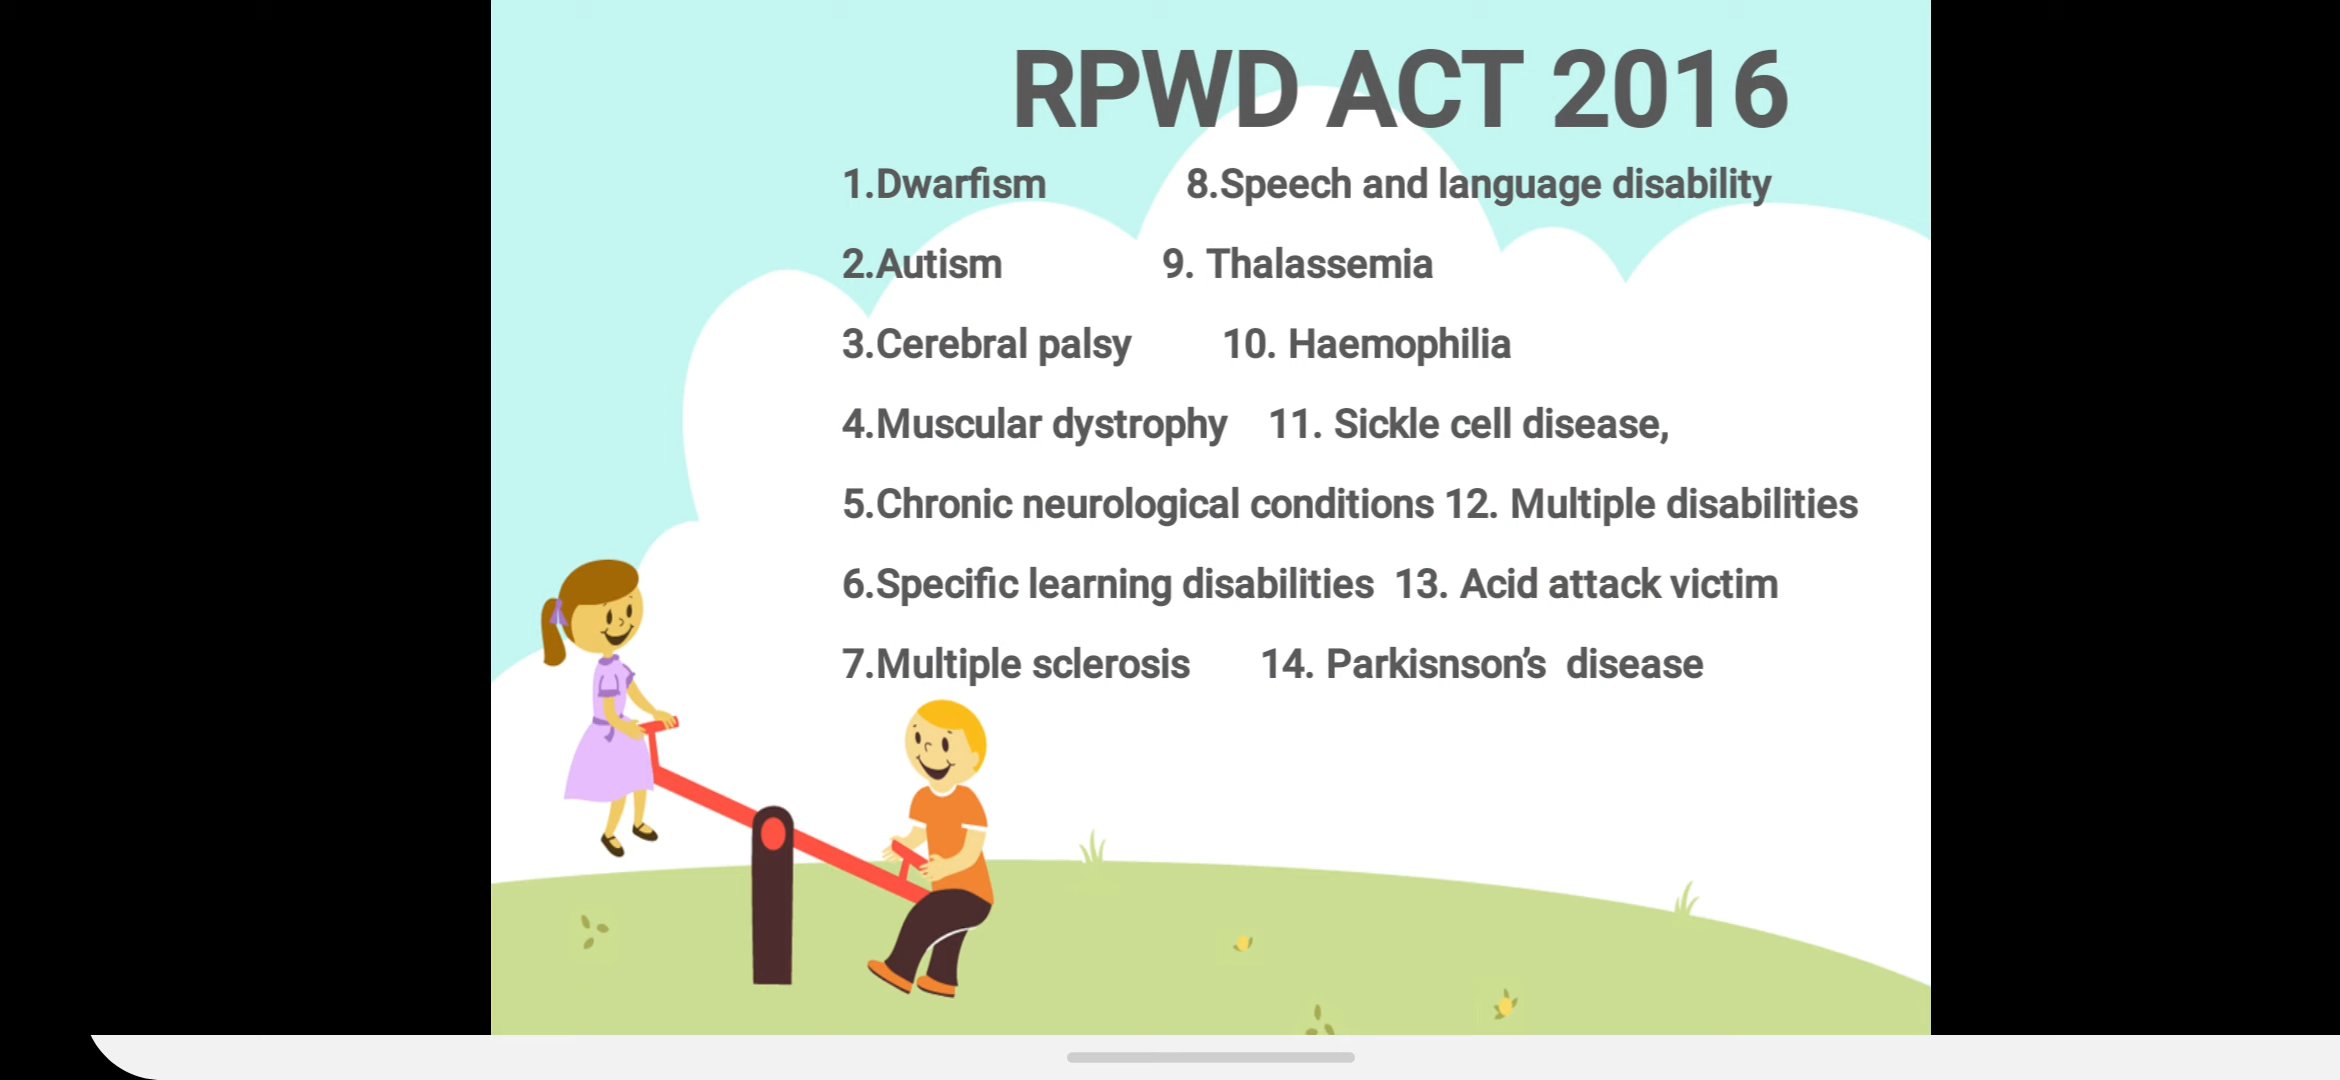 RPWD ACT 2016
1.Dwarfism 8.Speech and language disability
2.Autism 9. Thalassemia
3.Cerebral palsy 10. Haemophilia
4.Muscular dystrophy 11. Sickle cell disease,
5.Chronic neurological conditions 12. Multiple disabilities
6.Specific learning disabilities 13. Acid attack victim
7.Multiple sclerosis 14. Parkisnson’s disease